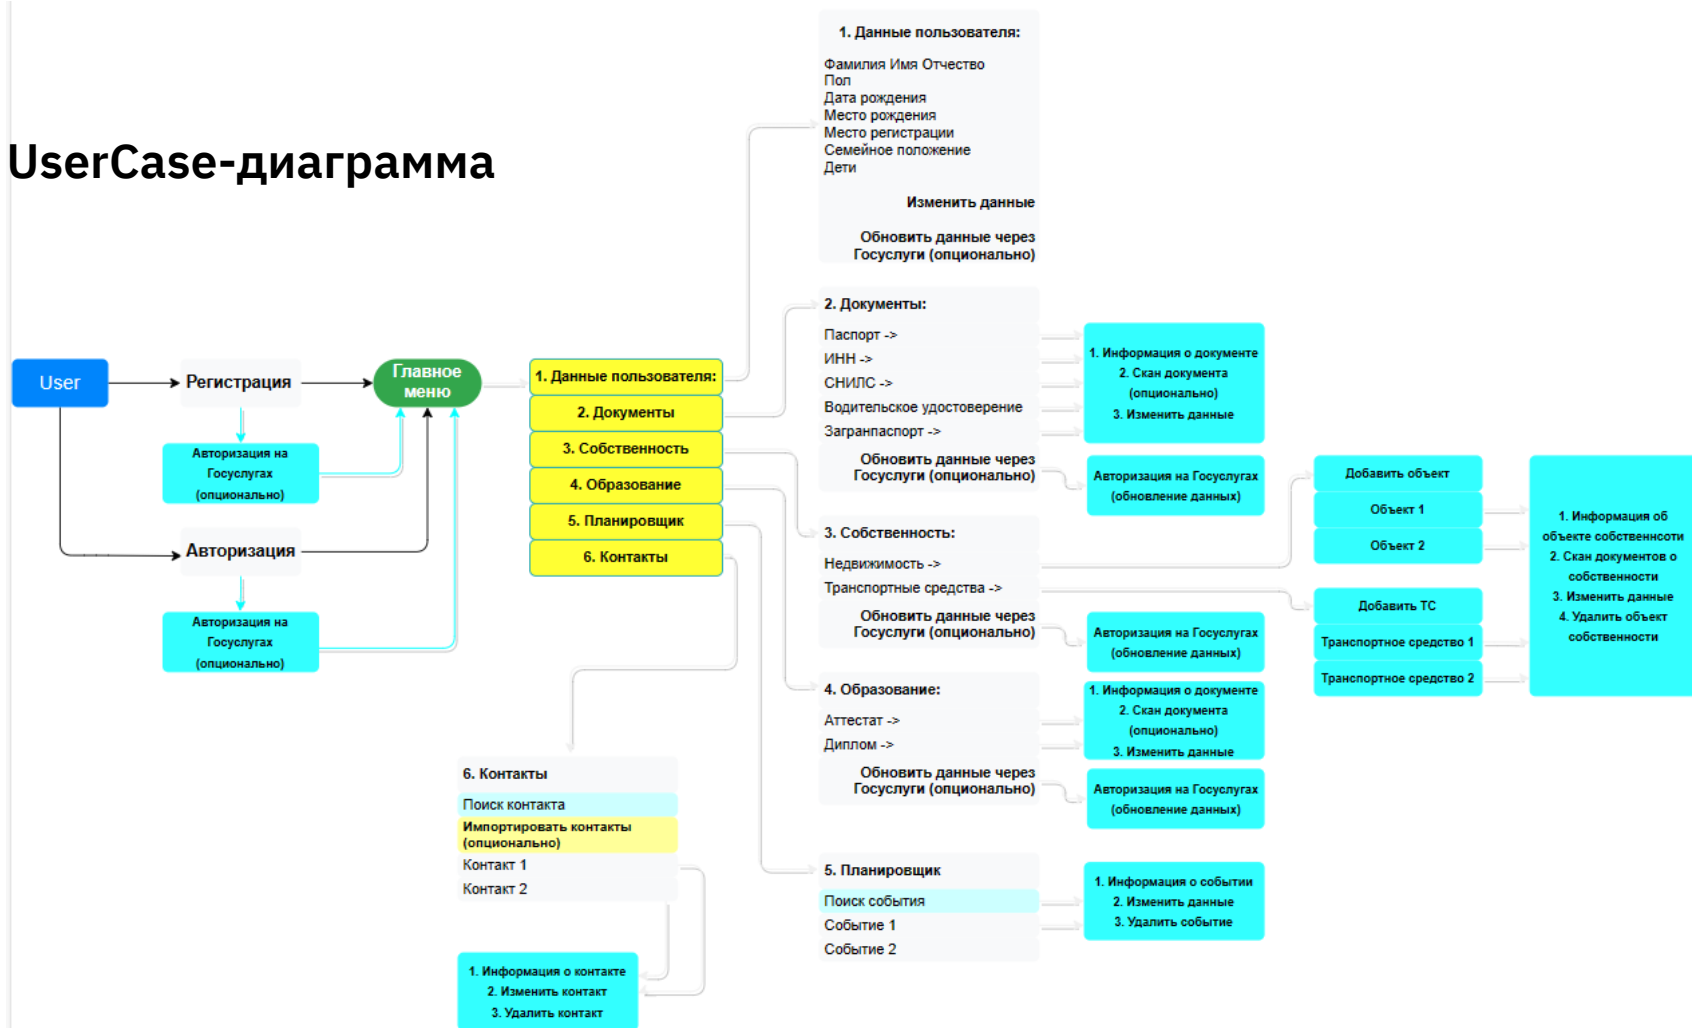 UserCase-диаграмма
User
Регистрация
Авторизация на
Госуслугах
(опционально)
Авторизация
Авторизация на
Госуслугах
(опционально)
Главное
меню
1. Данные пользователя:
2. Документы
3. Собственность
4. Образование
5. Планировщик
6. Контакты
1. Данные пользователя:
Фамилия Имя Отчество
Пол
Дата рождения
Место рождения
Место регистрации
Семейное положение
Дети
Изменить данные
Обновить данные через
Госуслуги (опционально)
2. Документы:
Паспорт ->
ИНН ->
СНИЛС ->
Водительское удостоверение
Загранпаспорт ->
Обновить данные через
Госуслуги (опционально)
1. Информация о документе
2. Скан документа
(опционально)
3. Изменить данные
Авторизация на Госуслугах
(обновление данных)
3. Собственность:
Недвижимость ->
Транспортные средства ->
Обновить данные через
Госуслуги (опционально)
Авторизация на Госуслугах
(обновление данных)
Добавить объект
Объект 1
Объект 2
Добавить ТС
Транспортное средство 1
Транспортное средство 2
1. Информация об
объекте собственнсоти
2. Скан документов о
собственности
3. Изменить данные
4. Удалить объект
собственности
4. Образование:
Аттестат ->
Диплом ->
Обновить данные через
Госуслуги (опционально)
1. Информация о документе
2. Скан документа
(опционально)
3. Изменить данные
Авторизация на Госуслугах
(обновление данных)
5. Планировщик
Поиск события
Событие 1
Событие 2
1. Информация о событии
2. Изменить данные
3. Удалить событие
6. Контакты
Поиск контакта
Импортировать контакты
(опционально)
Контакт 1
Контакт 2
1. Информация о контакте
2. Изменить контакт
3. Удалить контакт